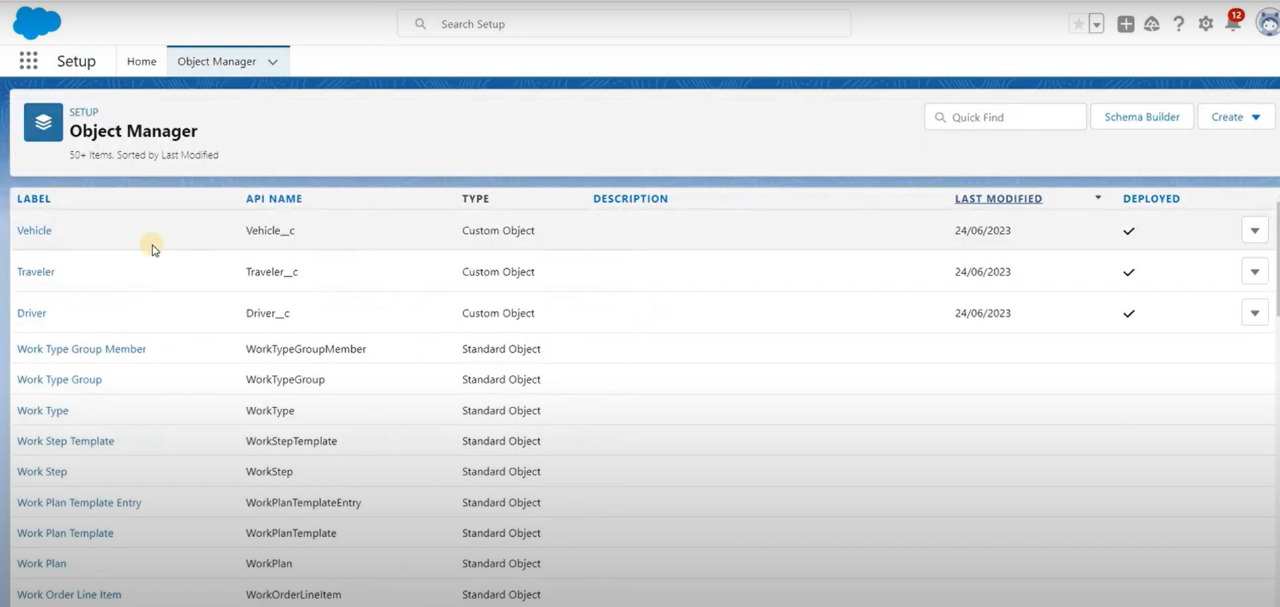 Search Setup
12
Setup Home Object Manager
SETUP
Object Manager
50+ Items. Sorted by Last Modified
Quick Find Schema Builder Create
LABEL API NAME TYPE DESCRIPTION LAST MODIFIED DEPLOYED
Vehicle Vehicle__c Custom Object 24/06/2023
Traveler Traveler__c Custom Object 24/06/2023
Driver Driver__c Custom Object 24/06/2023
Work Type Group Member WorkTypeGroupMember Standard Object
Work Type Group WorkTypeGroup Standard Object
Work Type WorkType Standard Object
Work Step Template WorkStepTemplate Standard Object
Work Step WorkStep Standard Object
Work Plan Template Entry WorkPlanTemplateEntry Standard Object
Work Plan Template WorkPlanTemplate Standard Object
Work Plan WorkPlan Standard Object
Work Order Line Item WorkOrderLineItem Standard Object